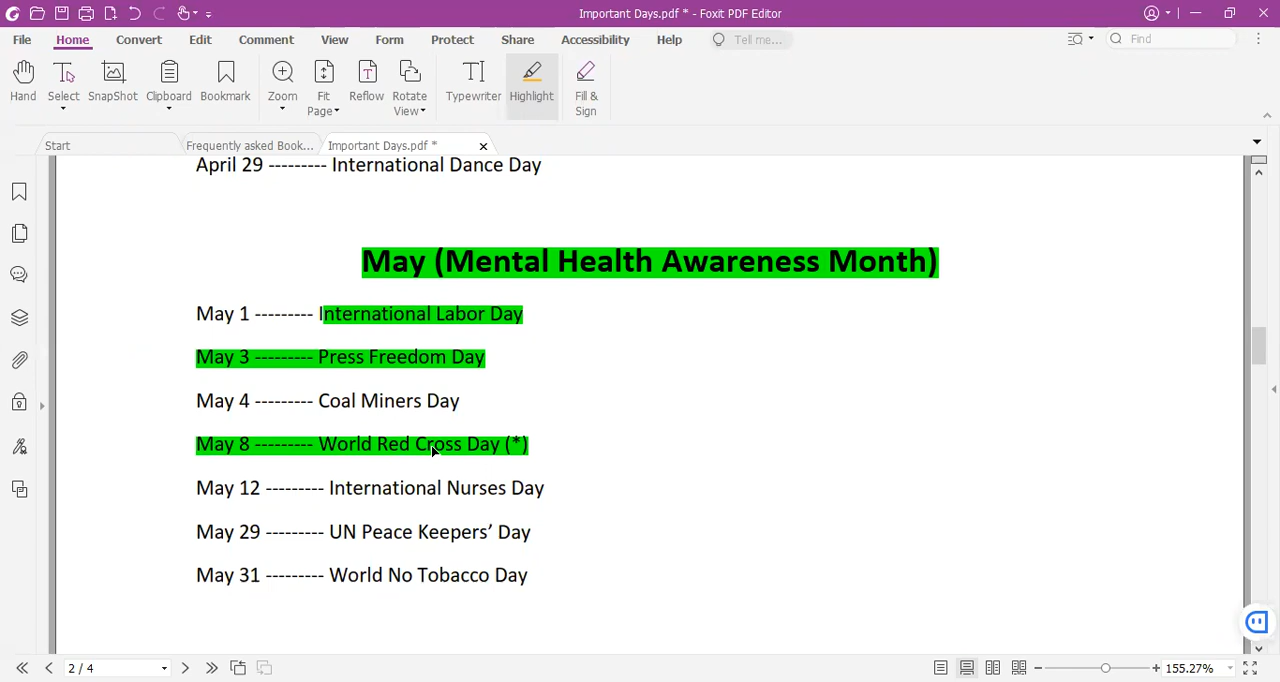 Important Days.pdf * - Foxit PDF Editor
File Home Convert Edit Comment View Form Protect Share Accessibility Help Tell me... Find
Hand Select SnapShot Clipboard Bookmark Zoom Fit Page Reflow Rotate View Typewriter Highlight Fill & Sign
Start Frequently asked Book... Important Days.pdf *
April 29 --------- International Dance Day
May (Mental Health Awareness Month)
May 1 --------- International Labor Day
May 3 --------- Press Freedom Day
May 4 --------- Coal Miners Day
May 8 --------- World Red Cross Day (*)
May 12 --------- International Nurses Day
May 29 --------- UN Peace Keepers’ Day
May 31 --------- World No Tobacco Day
2 / 4 155.27%